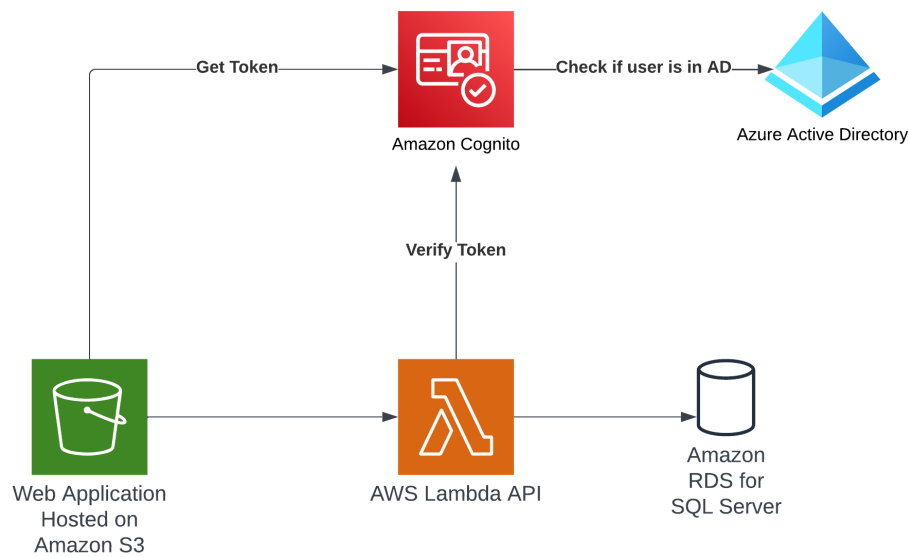 Get Token
Check if user is in AD
Amazon Cognito
Azure Active Directory
Verify Token
Web Application
Hosted on
Amazon S3
AWS Lambda API
Amazon
RDS for
SQL Server